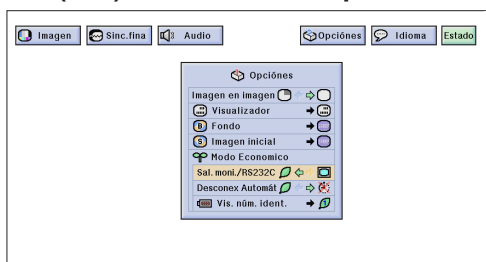 Imagen
Sinc.fina
Audio
Opciónes
Idioma
Estado
Opciónes
Imagen en imagen
Visualizador
B Fondo
S Imagen inicial
Modo Economico
Sal. moni./RS232C
Desconex Automát
Vis. núm. ident.